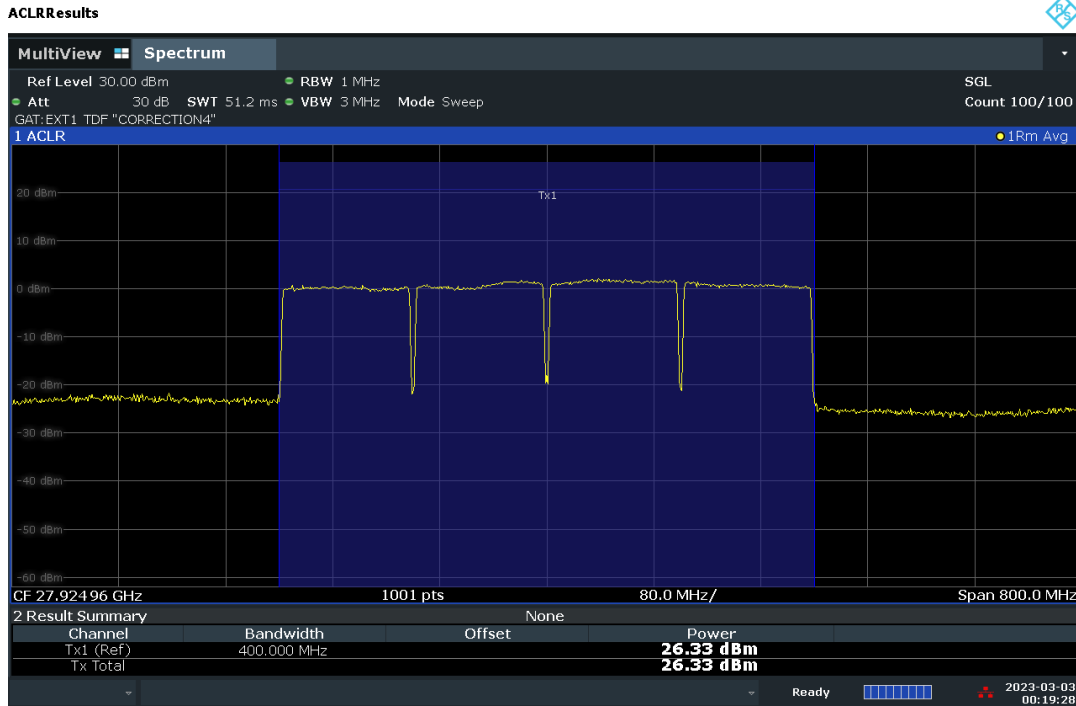 ACLRResults
R&S
MultiView Spectrum
Ref Level 30.00 dBm RBW 1 MHz SGL
Att 30 dB SWT 51.2 ms VBW 3 MHz Mode Sweep Count 100/100
GAT:EXT1 TDF "CORRECTION4"
1 ACLR 1Rm Avg
20 dBm
Tx1
10 dBm
0 dBm
-10 dBm
-20 dBm
-30 dBm
-40 dBm
-50 dBm
-60 dBm
CF 27.92496 GHz 1001 pts 80.0 MHz/ Span 800.0 MHz
2 Result Summary None
Channel Bandwidth Offset Power
Tx1 (Ref) 400.000 MHz 26.33 dBm
Tx Total 26.33 dBm
Ready 2023-03-03
00:19:28